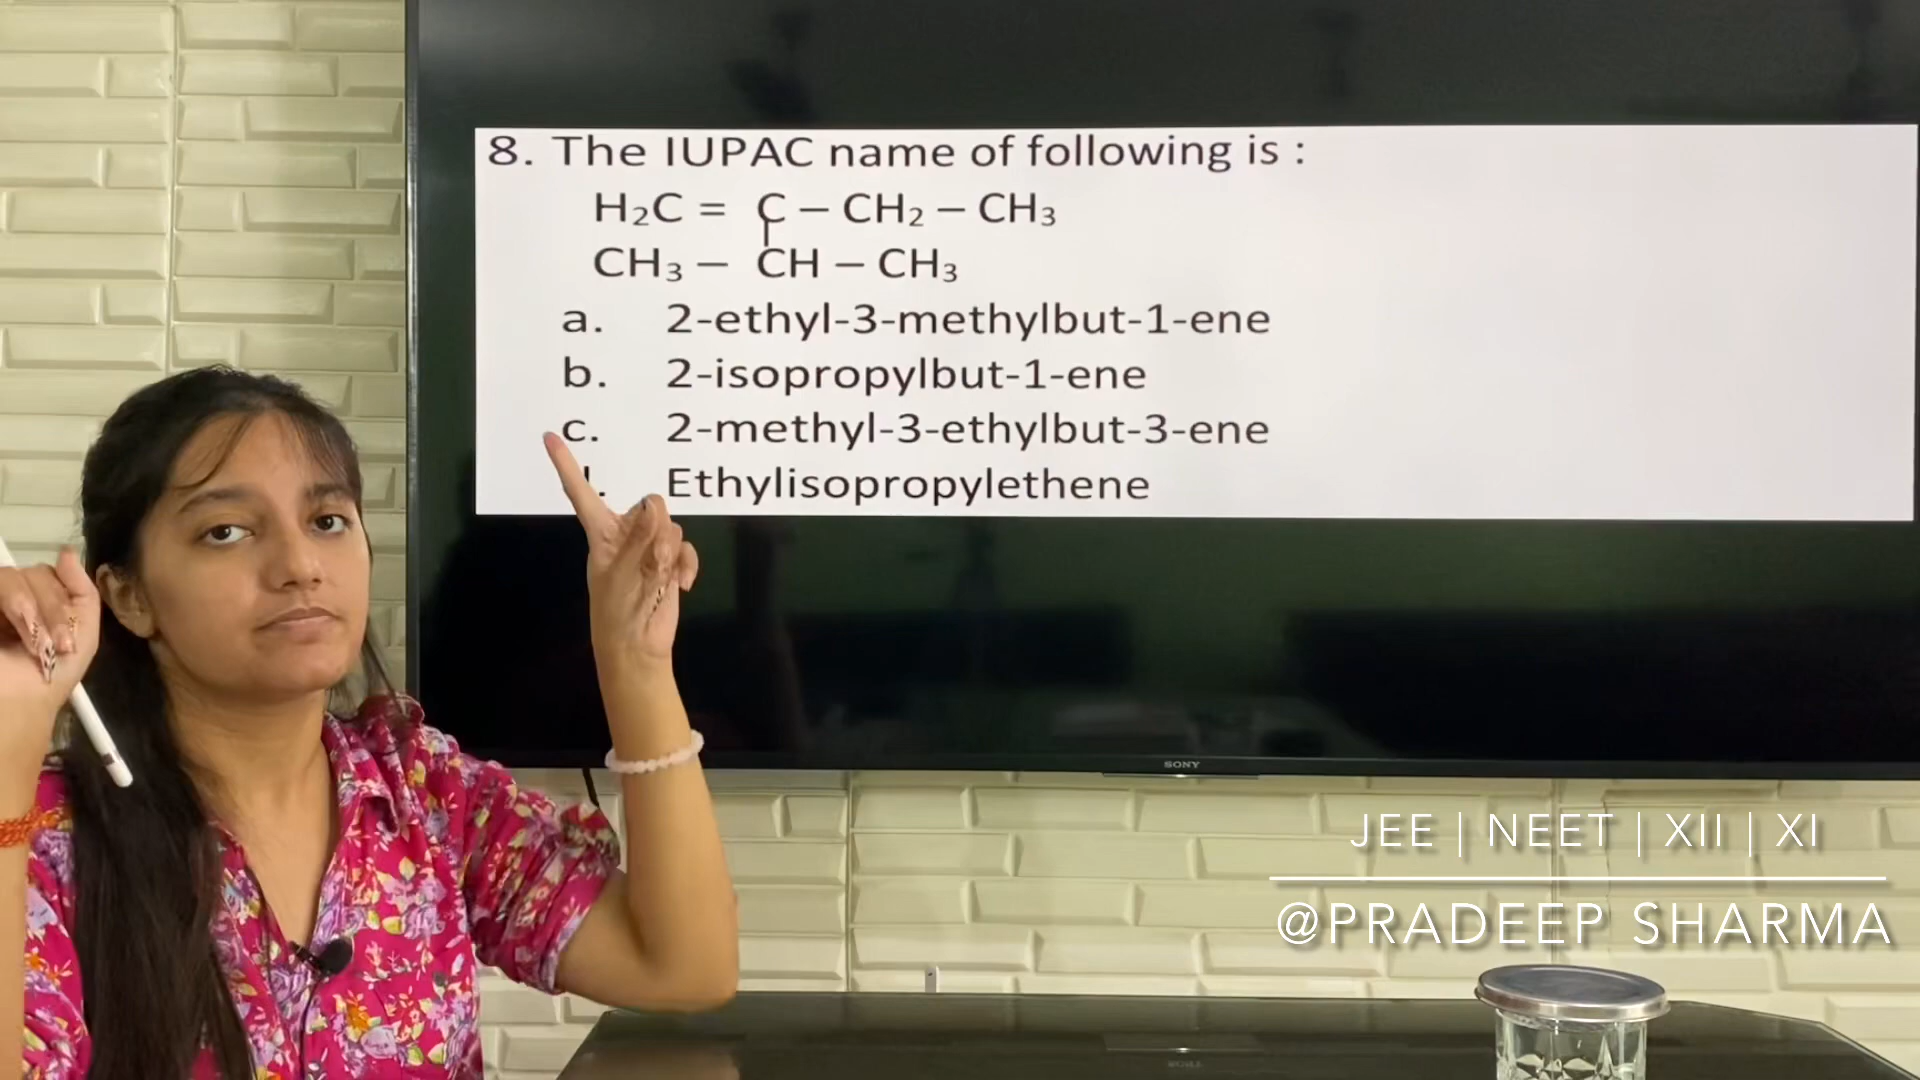 8. The IUPAC name of following is :
H₂C = C – CH₂ – CH₃
|
CH₃ – CH – CH₃
a. 2-ethyl-3-methylbut-1-ene
b. 2-isopropylbut-1-ene
c. 2-methyl-3-ethylbut-3-ene
Ethylisopropylethene
SONY
JEE | NEET | XII | XI
@PRADEEP SHARMA